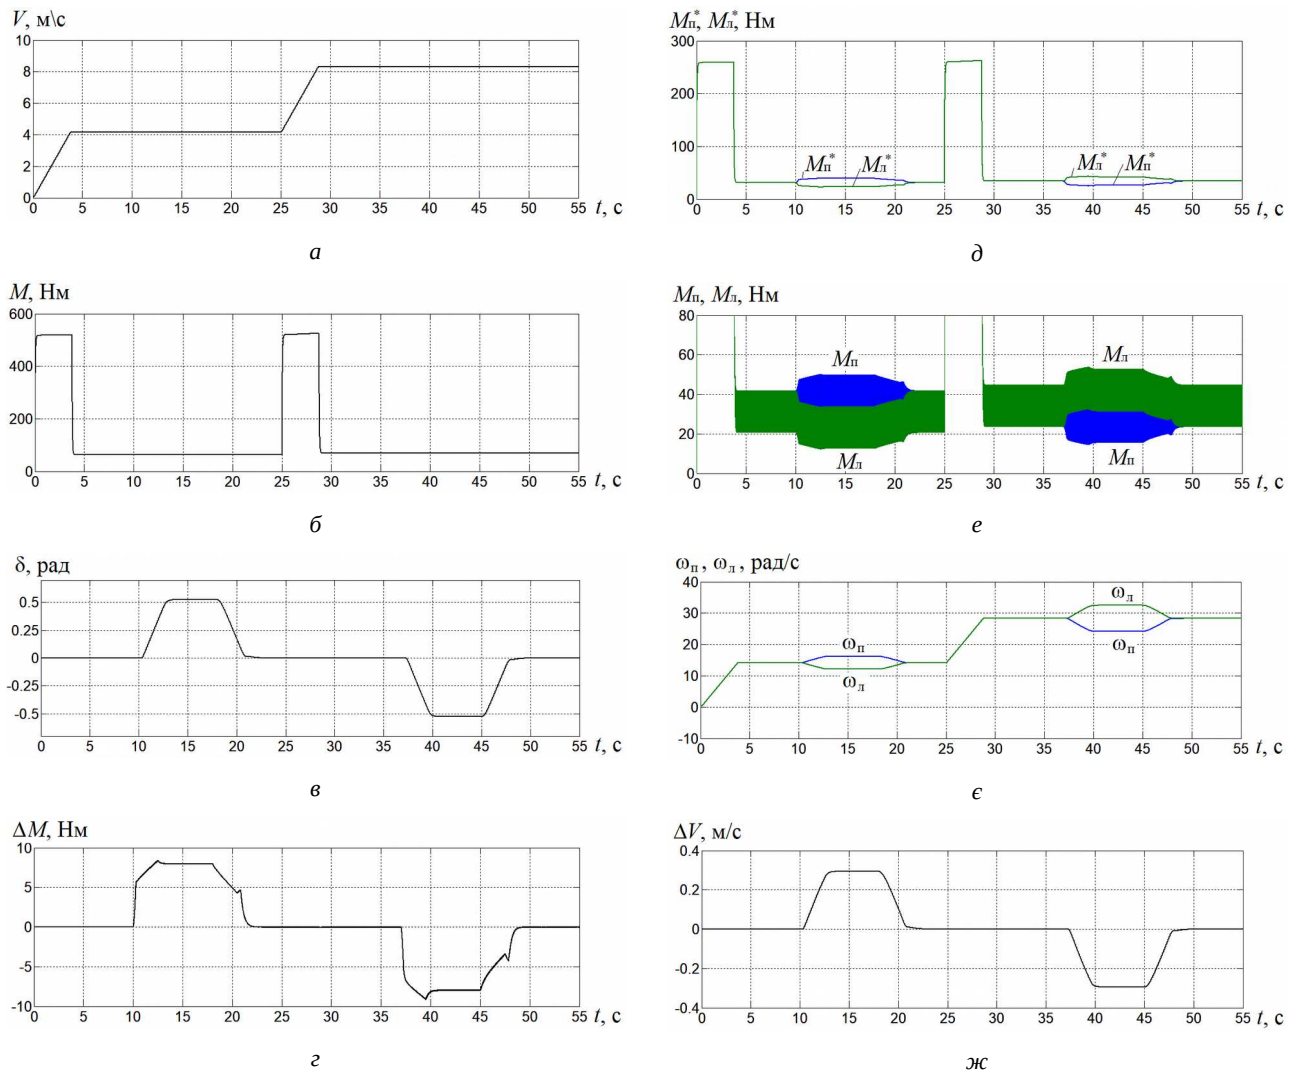 V, м\с
10
8
6
4
2
0
0 5 10 15 20 25 30 35 40 45 50 55 t, с
а
M, Нм
600
400
200
0
0 5 10 15 20 25 30 35 40 45 50 55 t, с
б
δ, рад
0.5
0.25
0
-0.25
-0.5
0 5 10 15 20 25 30 35 40 45 50 55 t, с
в
ΔM, Нм
10
5
0
-5
-10
0 5 10 15 20 25 30 35 40 45 50 55 t, с
г
Mп*, Mл*, Нм
300
200
100
Mп* Mл* Mл* Mп*
0
0 5 10 15 20 25 30 35 40 45 50 55 t, с
д
Mп, Mл, Нм
80
60
Mп Mл
40
20
Mл Mп
0
0 5 10 15 20 25 30 35 40 45 50 55 t, с
е
ωп, ωл, рад/с
40
ωл
30
20
ωп ωп
10
ωл
0
-10
0 5 10 15 20 25 30 35 40 45 50 55 t, с
є
ΔV, м/с
0.4
0.2
0
-0.2
-0.4
0 5 10 15 20 25 30 35 40 45 50 55 t, с
ж